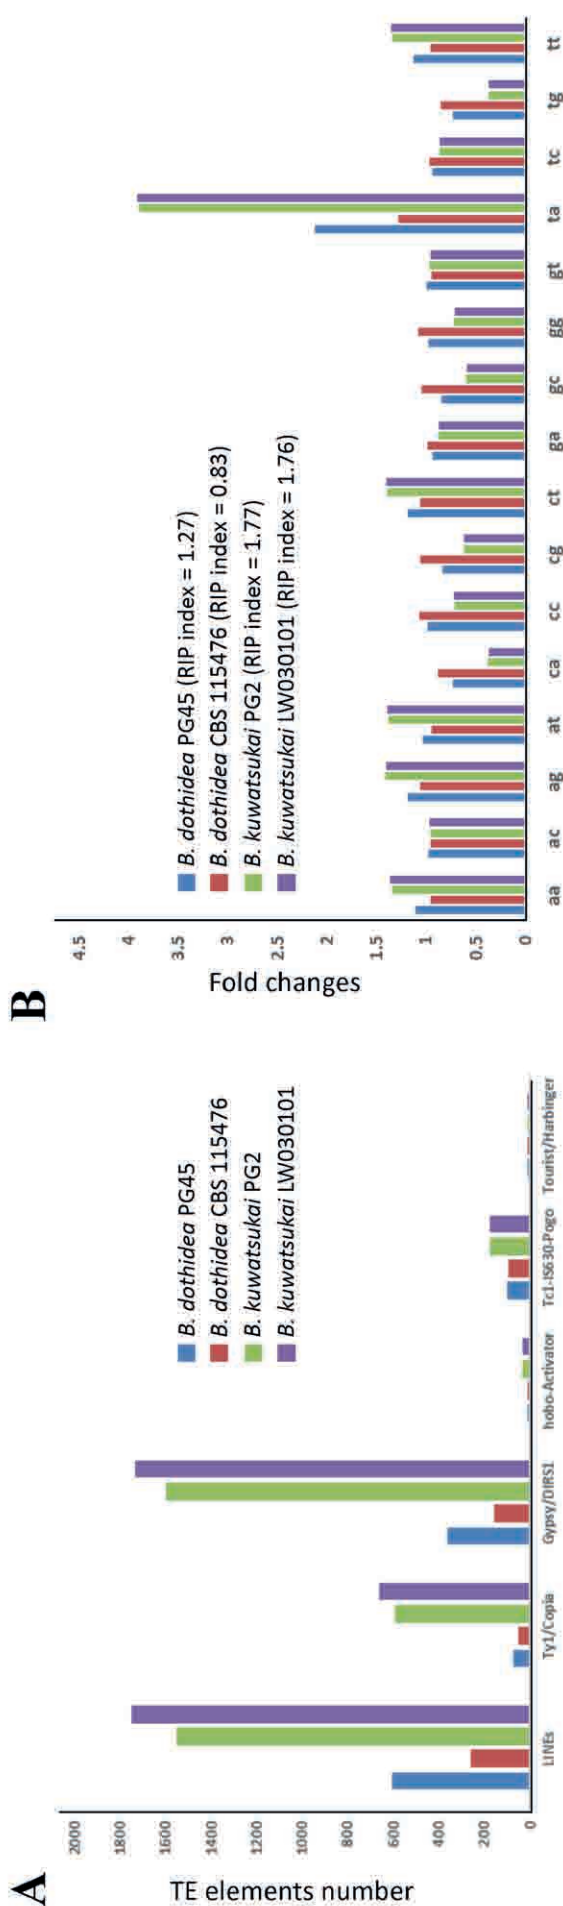 A
TE elements number
2000
1800
1600
1400
1200
1000
800
600
400
200
0
B. dothidea PG45
B. dothidea CBS 115476
B. kuwatsukai PG2
B. kuwatsukai LW030101
LINEs
Ty1/Copia
Gypsy/DIRS1
hobo-Activator
Tc1-IS630-Pogo
Tourist/Harbinger
B
Fold changes
4.5
4
3.5
3
2.5
2
1.5
1
0.5
0
B. dothidea PG45 (RIP index = 1.27)
B. dothidea CBS 115476 (RIP index = 0.83)
B. kuwatsukai PG2 (RIP index = 1.77)
B. kuwatsukai LW030101 (RIP index = 1.76)
aa
ac
ag
at
ca
cc
cg
ct
ga
gc
gg
gt
ta
tc
tg
tt